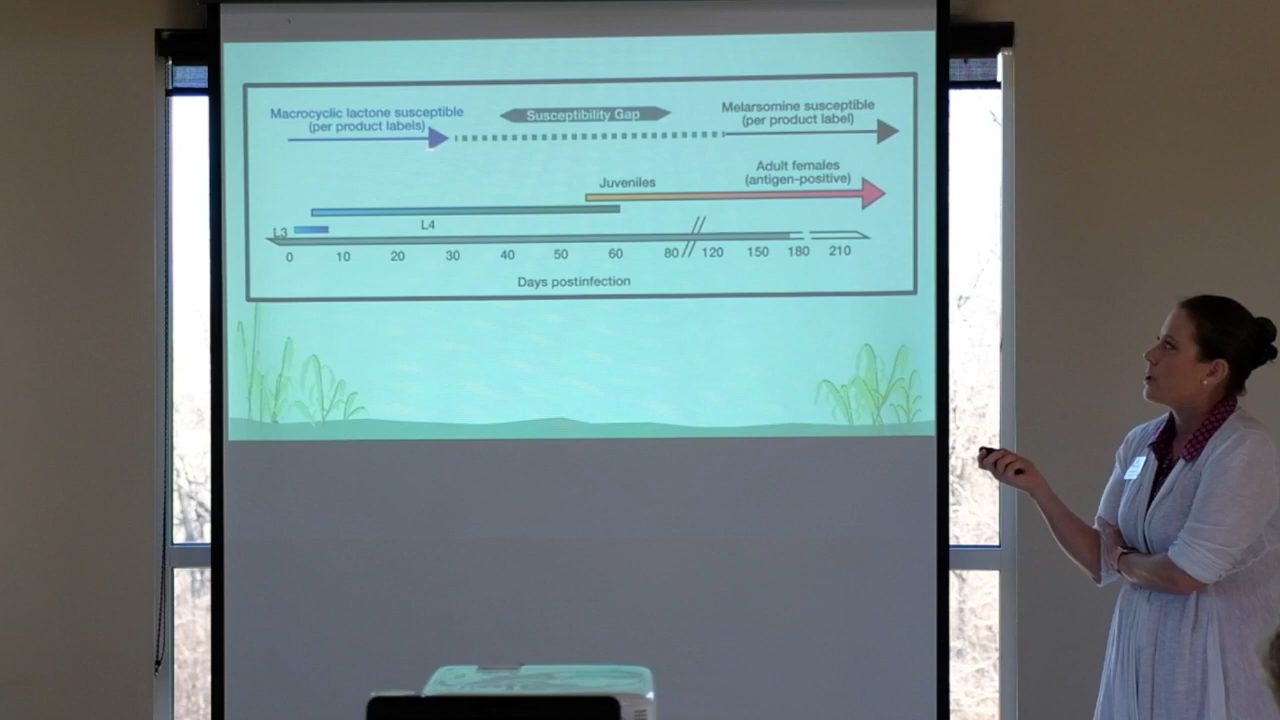 Macrocyclic lactone susceptible
(per product labels)
Susceptibility Gap
Melarsomine susceptible
(per product label)
Juveniles
Adult females
(antigen-positive)
L3
L4
0 10 20 30 40 50 60 80 120 150 180 210
Days postinfection